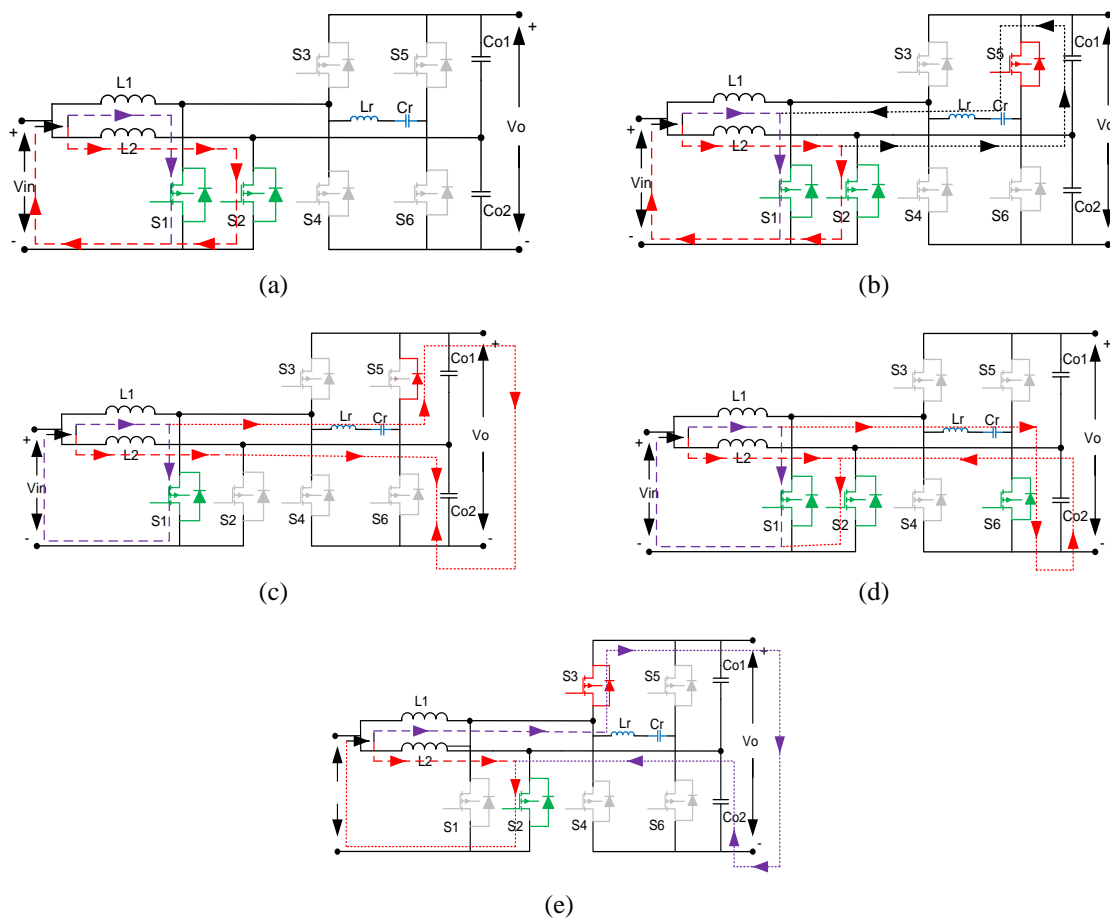 S3 S5 Co1 +
L1
Lr Cr Vo
+
L2
Vin
S1 S2 S4 S6 Co2
- -
(a)
S3 S5 Co1 +
L1
Lr Cr Vo
+
L2
Vin
S1 S2 S4 S6 Co2
- -
(b)
S3 S5 Co1 +
L1
Lr Cr Vo
+
L2
Vin
S1 S2 S4 S6 Co2
- -
(c)
S3 S5 Co1 +
L1
Lr Cr Vo
+
L2
Vin
S1 S2 S4 S6 Co2
- -
(d)
S3 S5 Co1 +
L1
Lr Cr Vo
L2
S1 S2 S4 S6 Co2
-
(e)